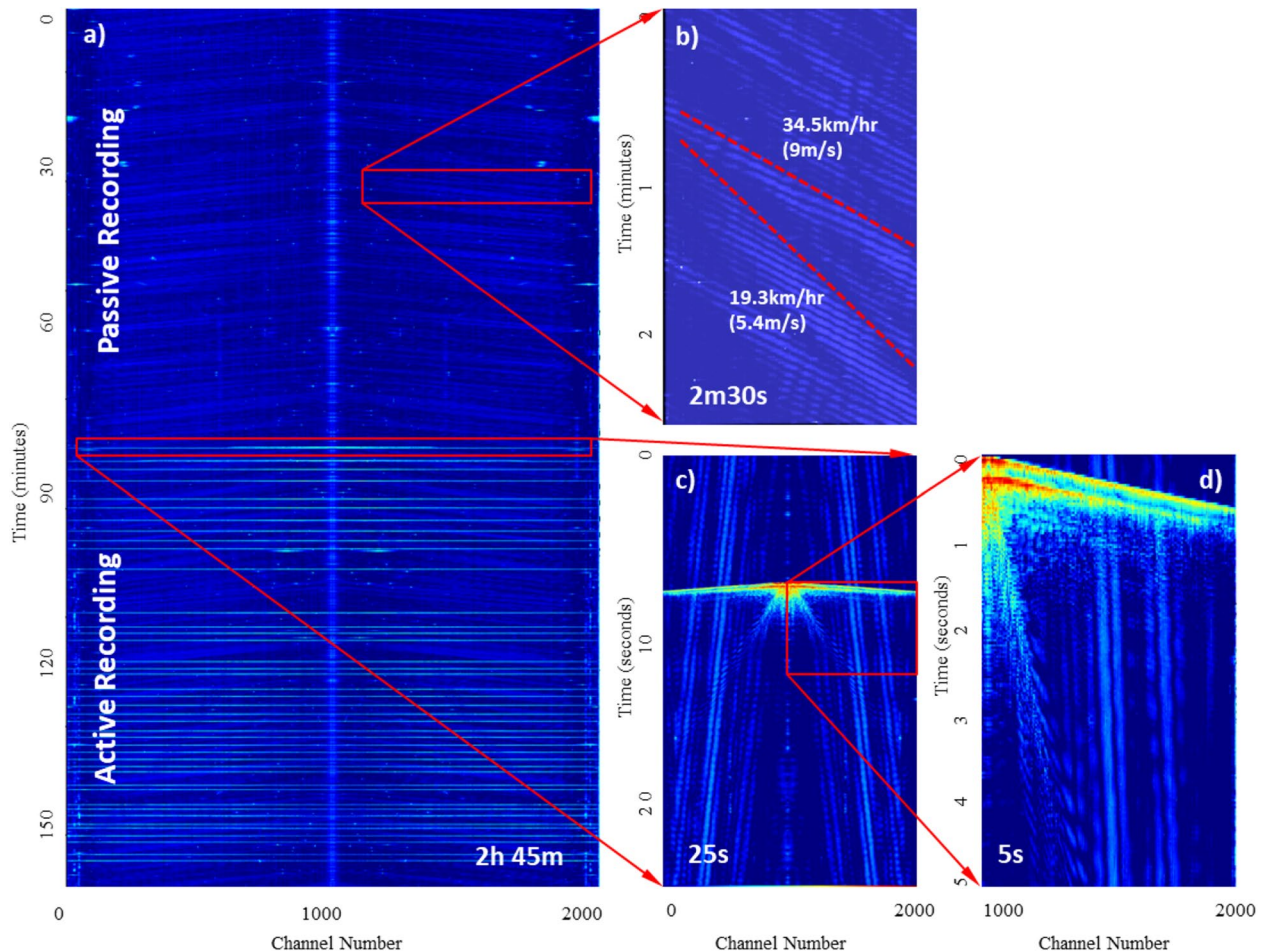 a)
Passive Recording
Active Recording
2h 45m
0
30
60
90
120
150
Time (minutes)
0
1000
2000
Channel Number
b)
34.5km/hr
(9m/s)
19.3km/hr
(5.4m/s)
2m30s
1
2
Time (minutes)
c)
25s
0
10
2 0
Time (seconds)
0
2000
Channel Number
d)
5s
0
1
2
3
4
5
Time (seconds)
1000
2000
Channel Number